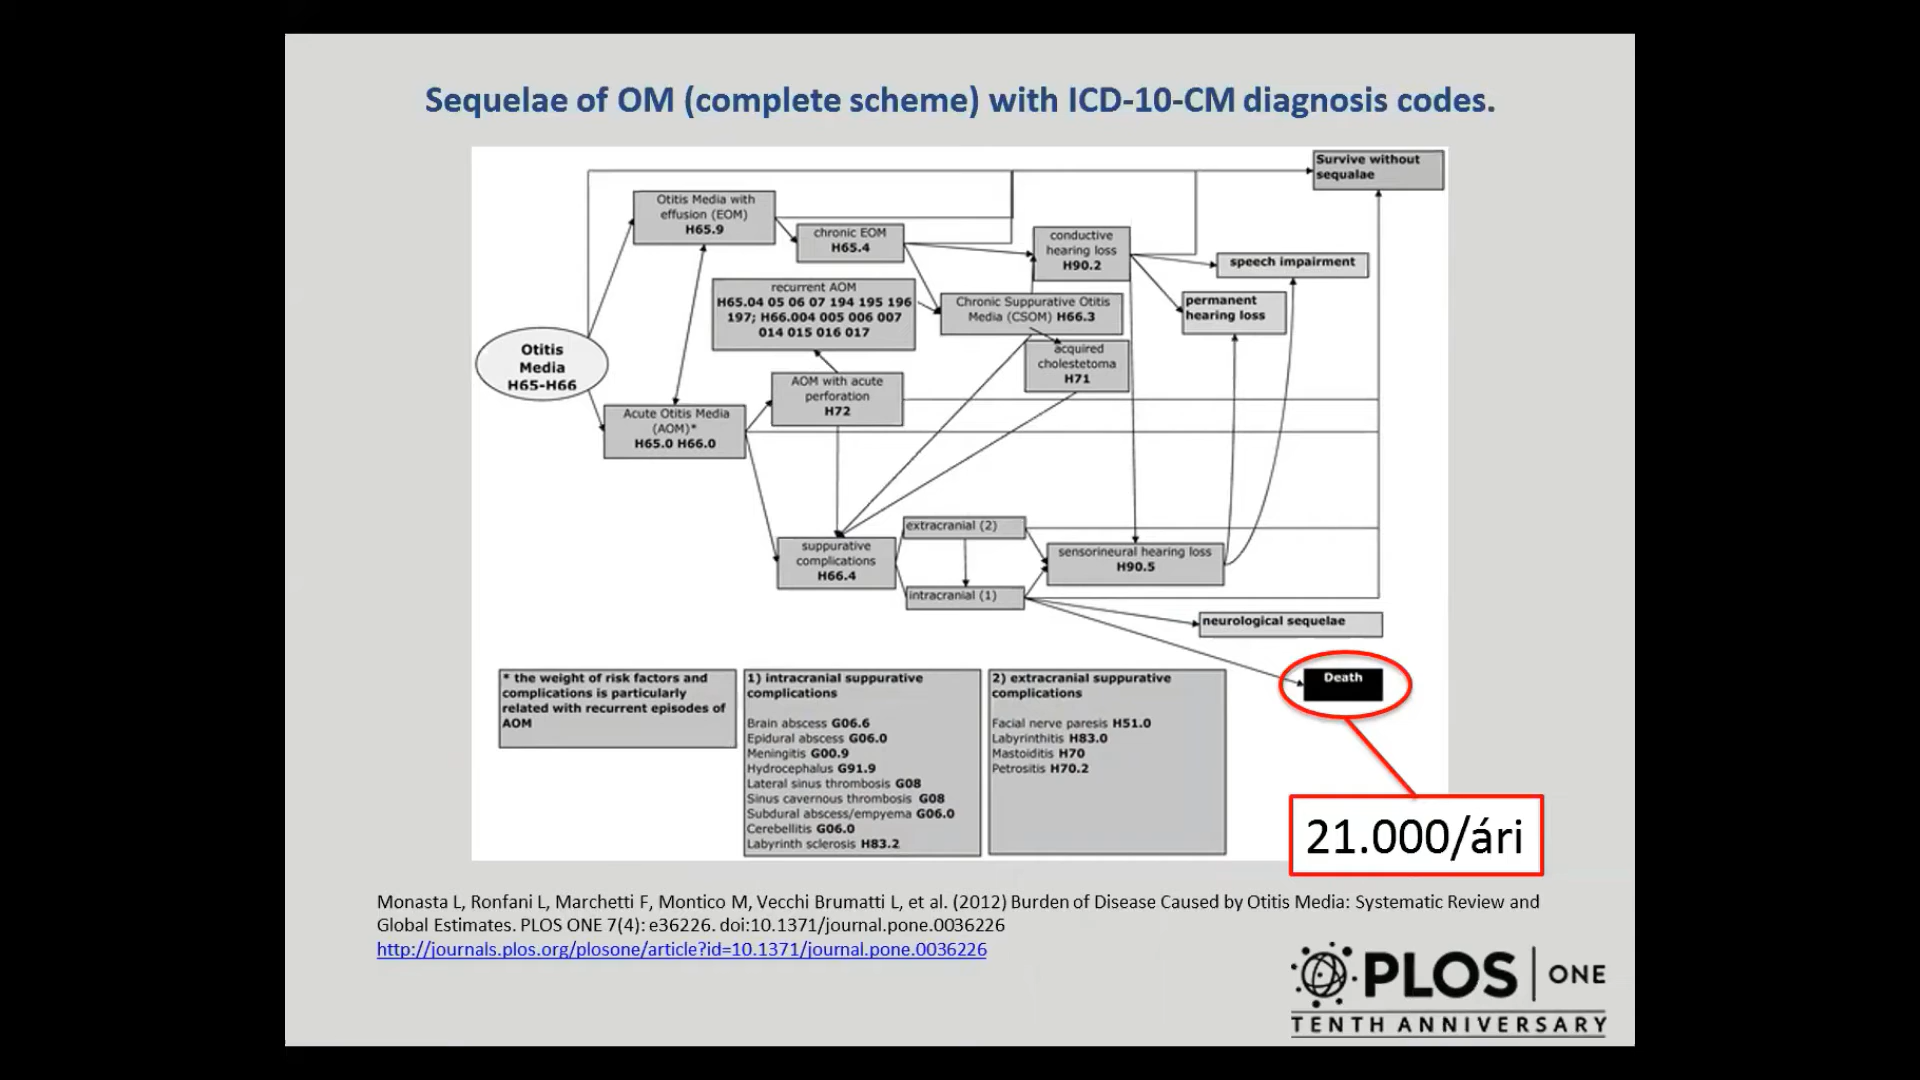 Sequelae of OM (complete scheme) with ICD-10-CM diagnosis codes.
Survive without
sequalae
Otitis Media with
effusion (EOM)
H65.9
chronic EOM
H65.4
conductive
hearing loss
H90.2
speech impairment
recurrent AOM
H65.04 05 06 07 194 195 196
197; H66.004 005 006 007
014 015 016 017
Chronic Suppurative Otitis
Media (CSOM) H66.3
permanent
hearing loss
Otitis
Media
H65-H66
acquired
cholestetoma
H71
AOM with acute
perforation
H72
Acute Otitis Media
(AOM)*
H65.0 H66.0
extracranial (2)
suppurative
complications
H66.4
sensorineural hearing loss
H90.5
intracranial (1)
neurological sequelae
Death
* the weight of risk factors and
complications is particularly
related with recurrent episodes of
AOM
1) intracranial suppurative
complications
Brain abscess G06.6
Epidural abscess G06.0
Meningitis G00.9
Hydrocephalus G91.9
Lateral sinus thrombosis G08
Sinus cavernous thrombosis G08
Subdural abscess/empyema G06.0
Cerebellitis G06.0
Labyrinth sclerosis H83.2
2) extracranial suppurative
complications
Facial nerve paresis H51.0
Labyrinthitis H83.0
Mastoiditis H70
Petrositis H70.2
21.000/ári
Monasta L, Ronfani L, Marchetti F, Montico M, Vecchi Brumatti L, et al. (2012) Burden of Disease Caused by Otitis Media: Systematic Review and
Global Estimates. PLOS ONE 7(4): e36226. doi:10.1371/journal.pone.0036226
http://journals.plos.org/plosone/article?id=10.1371/journal.pone.0036226
PLOS ONE
TENTH ANNIVERSARY